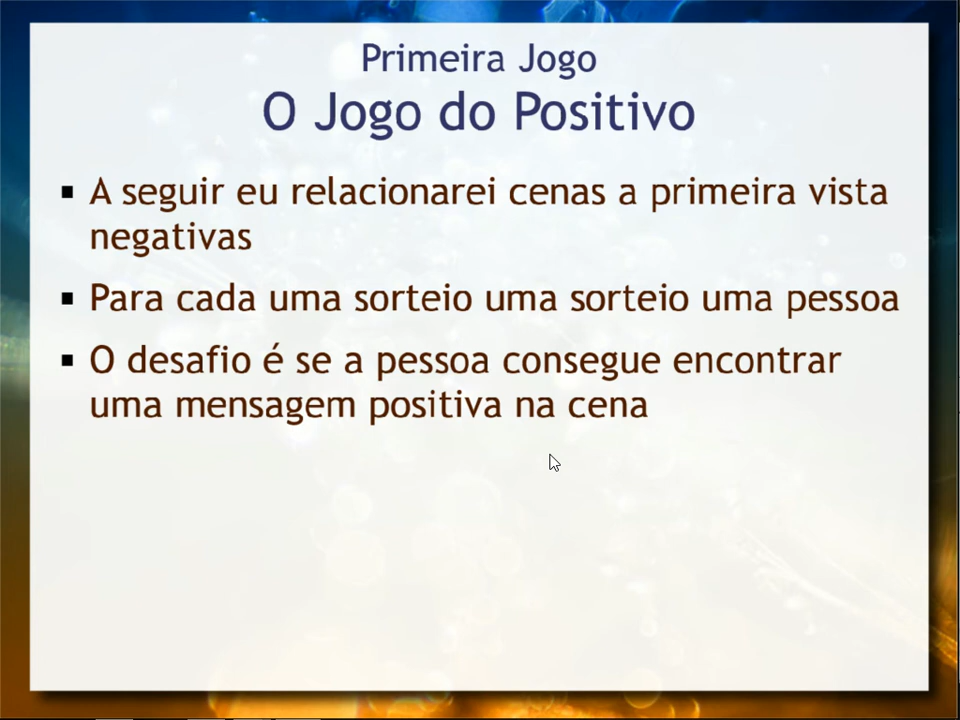 Primeira Jogo
O Jogo do Positivo
▪ A seguir eu relacionarei cenas a primeira vista
negativas
▪ Para cada uma sorteio uma sorteio uma pessoa
▪ O desafio é se a pessoa consegue encontrar
uma mensagem positiva na cena